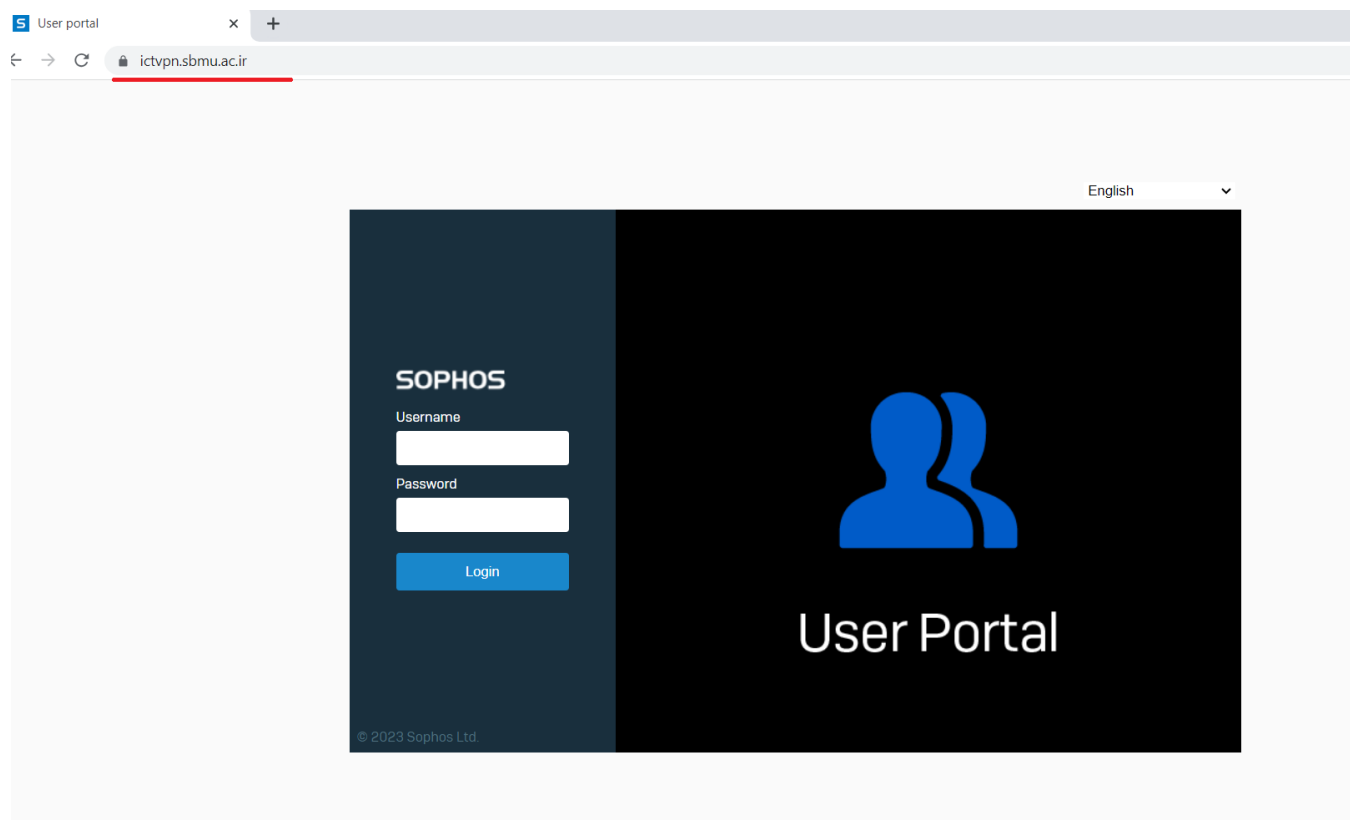 User portal
ictvpn.sbmu.ac.ir
English
SOPHOS
Username
Password
Login
User Portal
© 2023 Sophos Ltd.